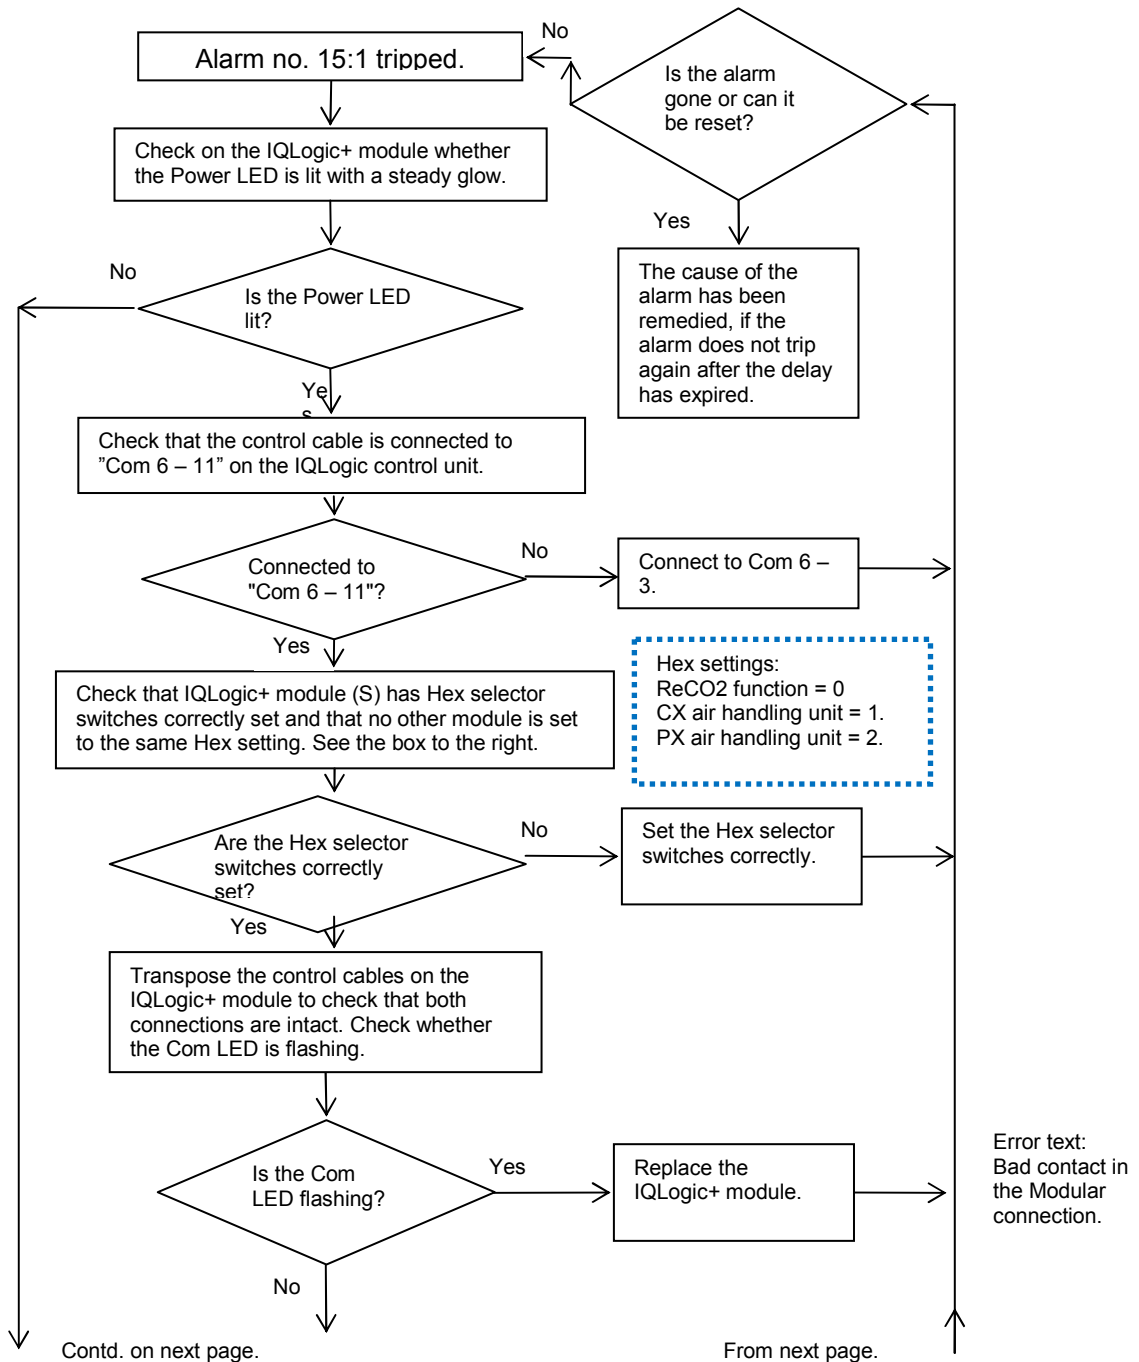 No
Alarm no. 15:1 tripped.
Is the alarm
gone or can it
be reset?
Check on the IQLogic+ module whether
the Power LED is lit with a steady glow.
Yes
No
Is the Power LED
lit?
The cause of the
alarm has been
remedied, if the
alarm does not trip
again after the delay
has expired.
Ye
s
Check that the control cable is connected to
”Com 6 – 11” on the IQLogic control unit.
Connected to
"Com 6 – 11"?
No
Connect to Com 6 –
3.
Yes
Hex settings:
ReCO2 function = 0
CX air handling unit = 1.
PX air handling unit = 2.
Check that IQLogic+ module (S) has Hex selector
switches correctly set and that no other module is set
to the same Hex setting. See the box to the right.
Are the Hex selector
switches correctly
set?
No
Set the Hex selector
switches correctly.
Yes
Transpose the control cables on the
IQLogic+ module to check that both
connections are intact. Check whether
the Com LED is flashing.
Is the Com
LED flashing?
Yes
Replace the
IQLogic+ module.
Error text:
Bad contact in
the Modular
connection.
No
Contd. on next page.
From next page.